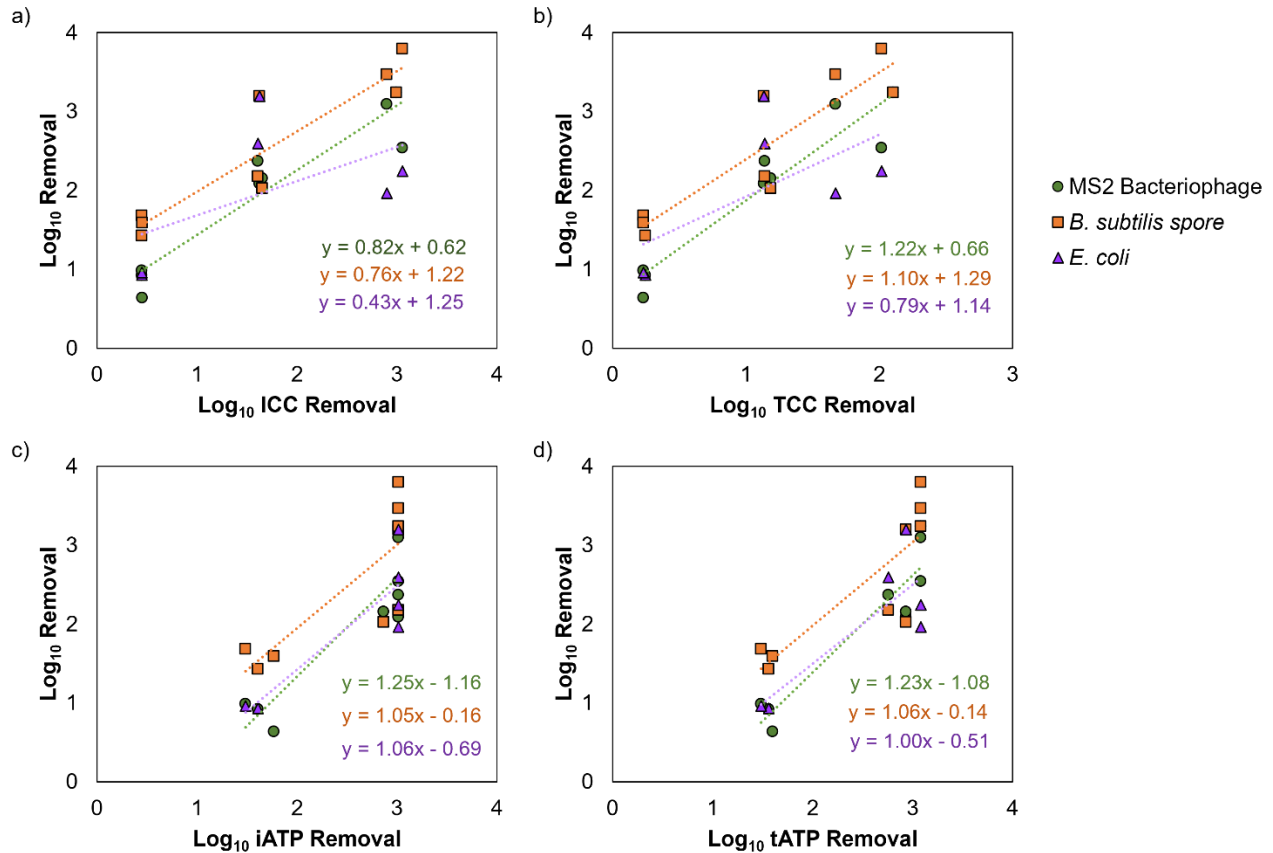 a)
4
3
2
1
0
Log₁₀ Removal
y = 0.82x + 0.62
y = 0.76x + 1.22
y = 0.43x + 1.25
0 1 2 3 4
Log₁₀ ICC Removal
b)
4
3
2
1
0
Log₁₀ Removal
y = 1.22x + 0.66
y = 1.10x + 1.29
y = 0.79x + 1.14
0 1 2 3
Log₁₀ TCC Removal
MS2 Bacteriophage
B. subtilis spore
E. coli
c)
4
3
2
1
0
Log₁₀ Removal
y = 1.25x - 1.16
y = 1.05x - 0.16
y = 1.06x - 0.69
0 1 2 3 4
Log₁₀ iATP Removal
d)
4
3
2
1
0
Log₁₀ Removal
y = 1.23x - 1.08
y = 1.06x - 0.14
y = 1.00x - 0.51
0 1 2 3 4
Log₁₀ tATP Removal